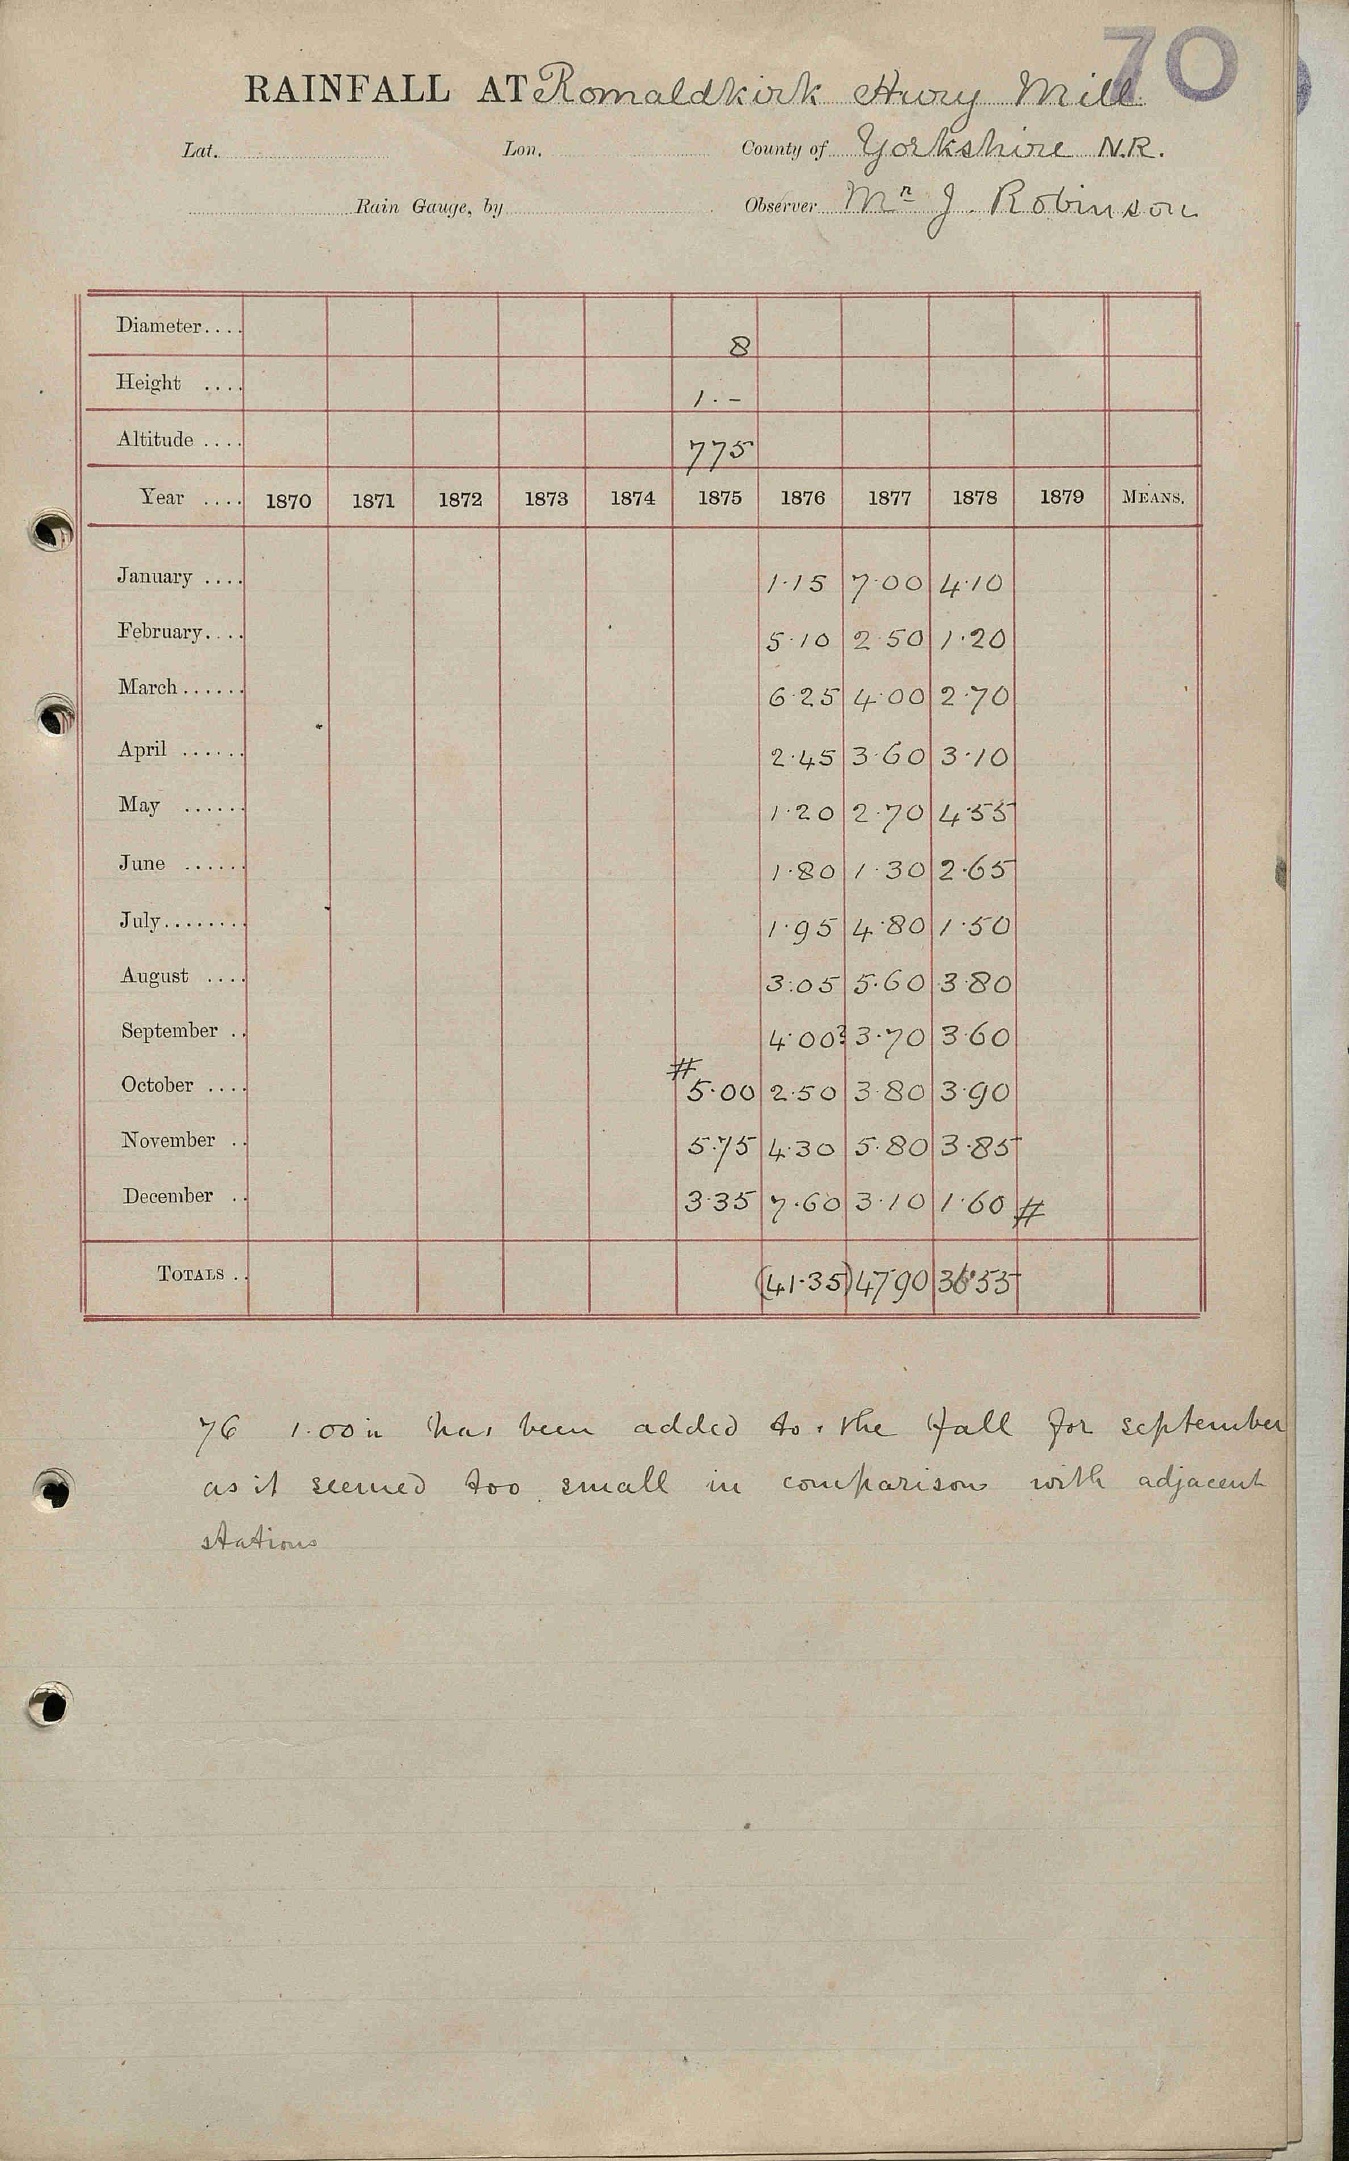 70
RAINFALL AT Romaldkirk Hury Mill
Lat. Lon. County of Yorkshire N.R.
Rain Gauge, by Observer Mr J. Robinson
Diameter.... 8
Height .... 1.-
Altitude .... 775
Year .... 1870 1871 1872 1873 1874 1875 1876 1877 1878 1879 MEANS.
January .... 1.15 7.00 4.10
February.... 5.10 2.50 1.20
March...... 6.25 4.00 2.70
April ...... 2.45 3.60 3.10
May ...... 1.20 2.70 4.55
June ...... 1.80 1.30 2.65
July........ 1.95 4.80 1.50
August .... 3.05 5.60 3.80
September .. 4.00? 3.70 3.60
October .... # 5.00 2.50 3.80 3.90
November .. 5.75 4.30 5.80 3.85
December .. 3.35 7.60 3.10 1.60 #
TOTALS .. (41.35) 47.90 36.55
76 1.00 in has been added to the fall for september
as it seemed too small in comparison with adjacent
stations